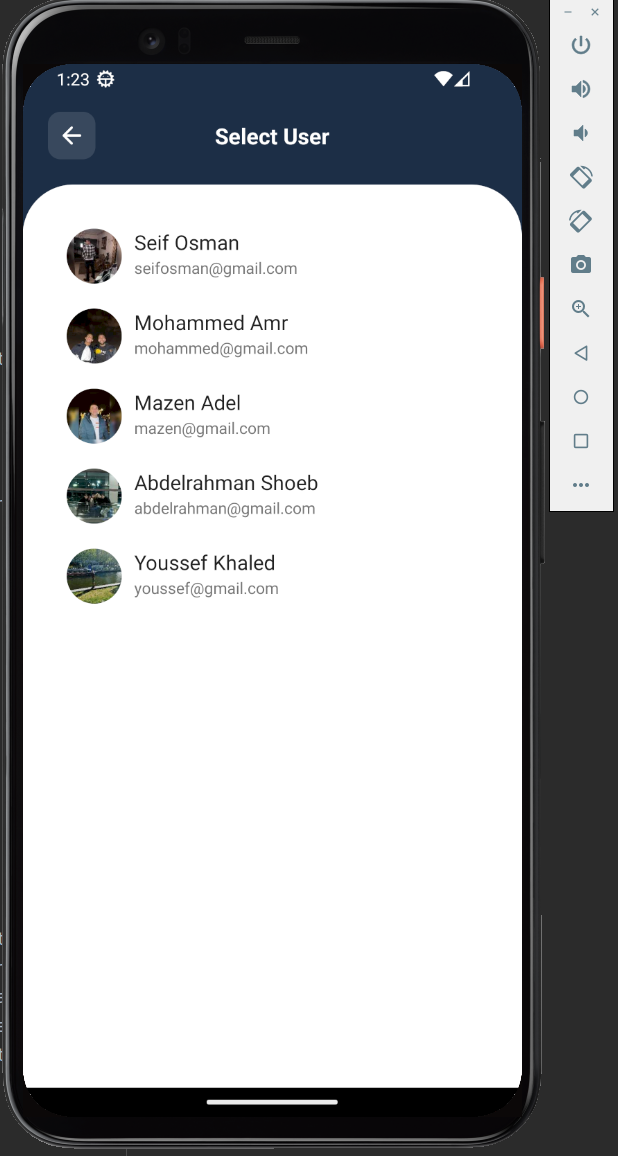 1:23
Select User
Seif Osman
seifosman@gmail.com
Mohammed Amr
mohammed@gmail.com
Mazen Adel
mazen@gmail.com
Abdelrahman Shoeb
abdelrahman@gmail.com
Youssef Khaled
youssef@gmail.com